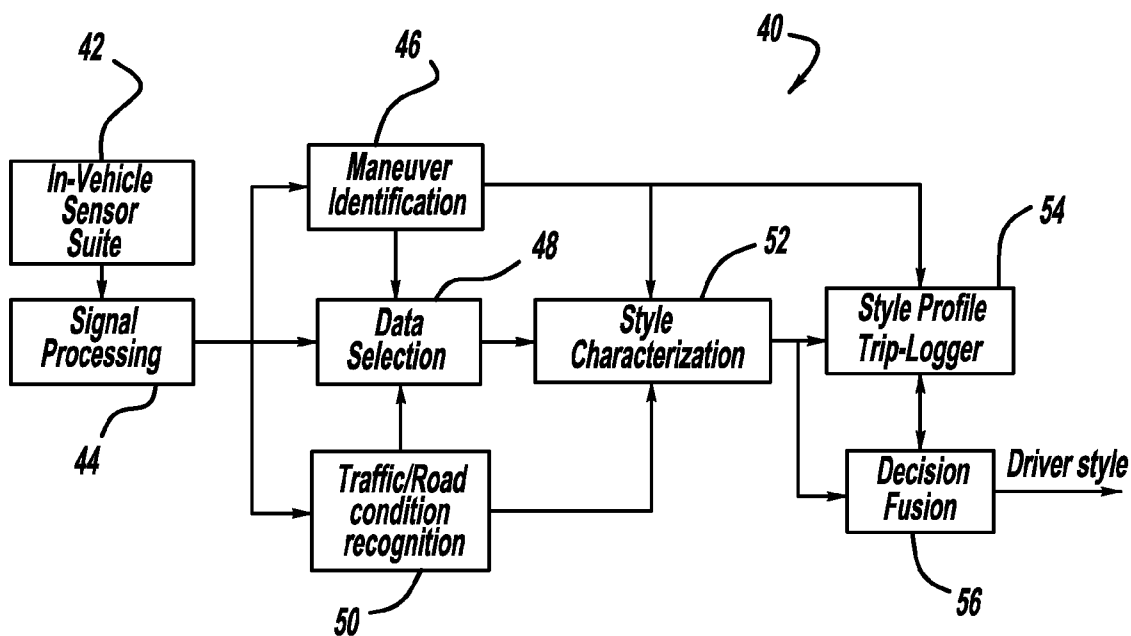 42
46
40
In-Vehicle
Sensor
Suite
Maneuver
Identification
54
48
52
Signal
Processing
Data
Selection
Style
Characterization
Style Profile
Trip-Logger
44
Traffic/Road
condition
recognition
Decision
Fusion
Driver style
50
56